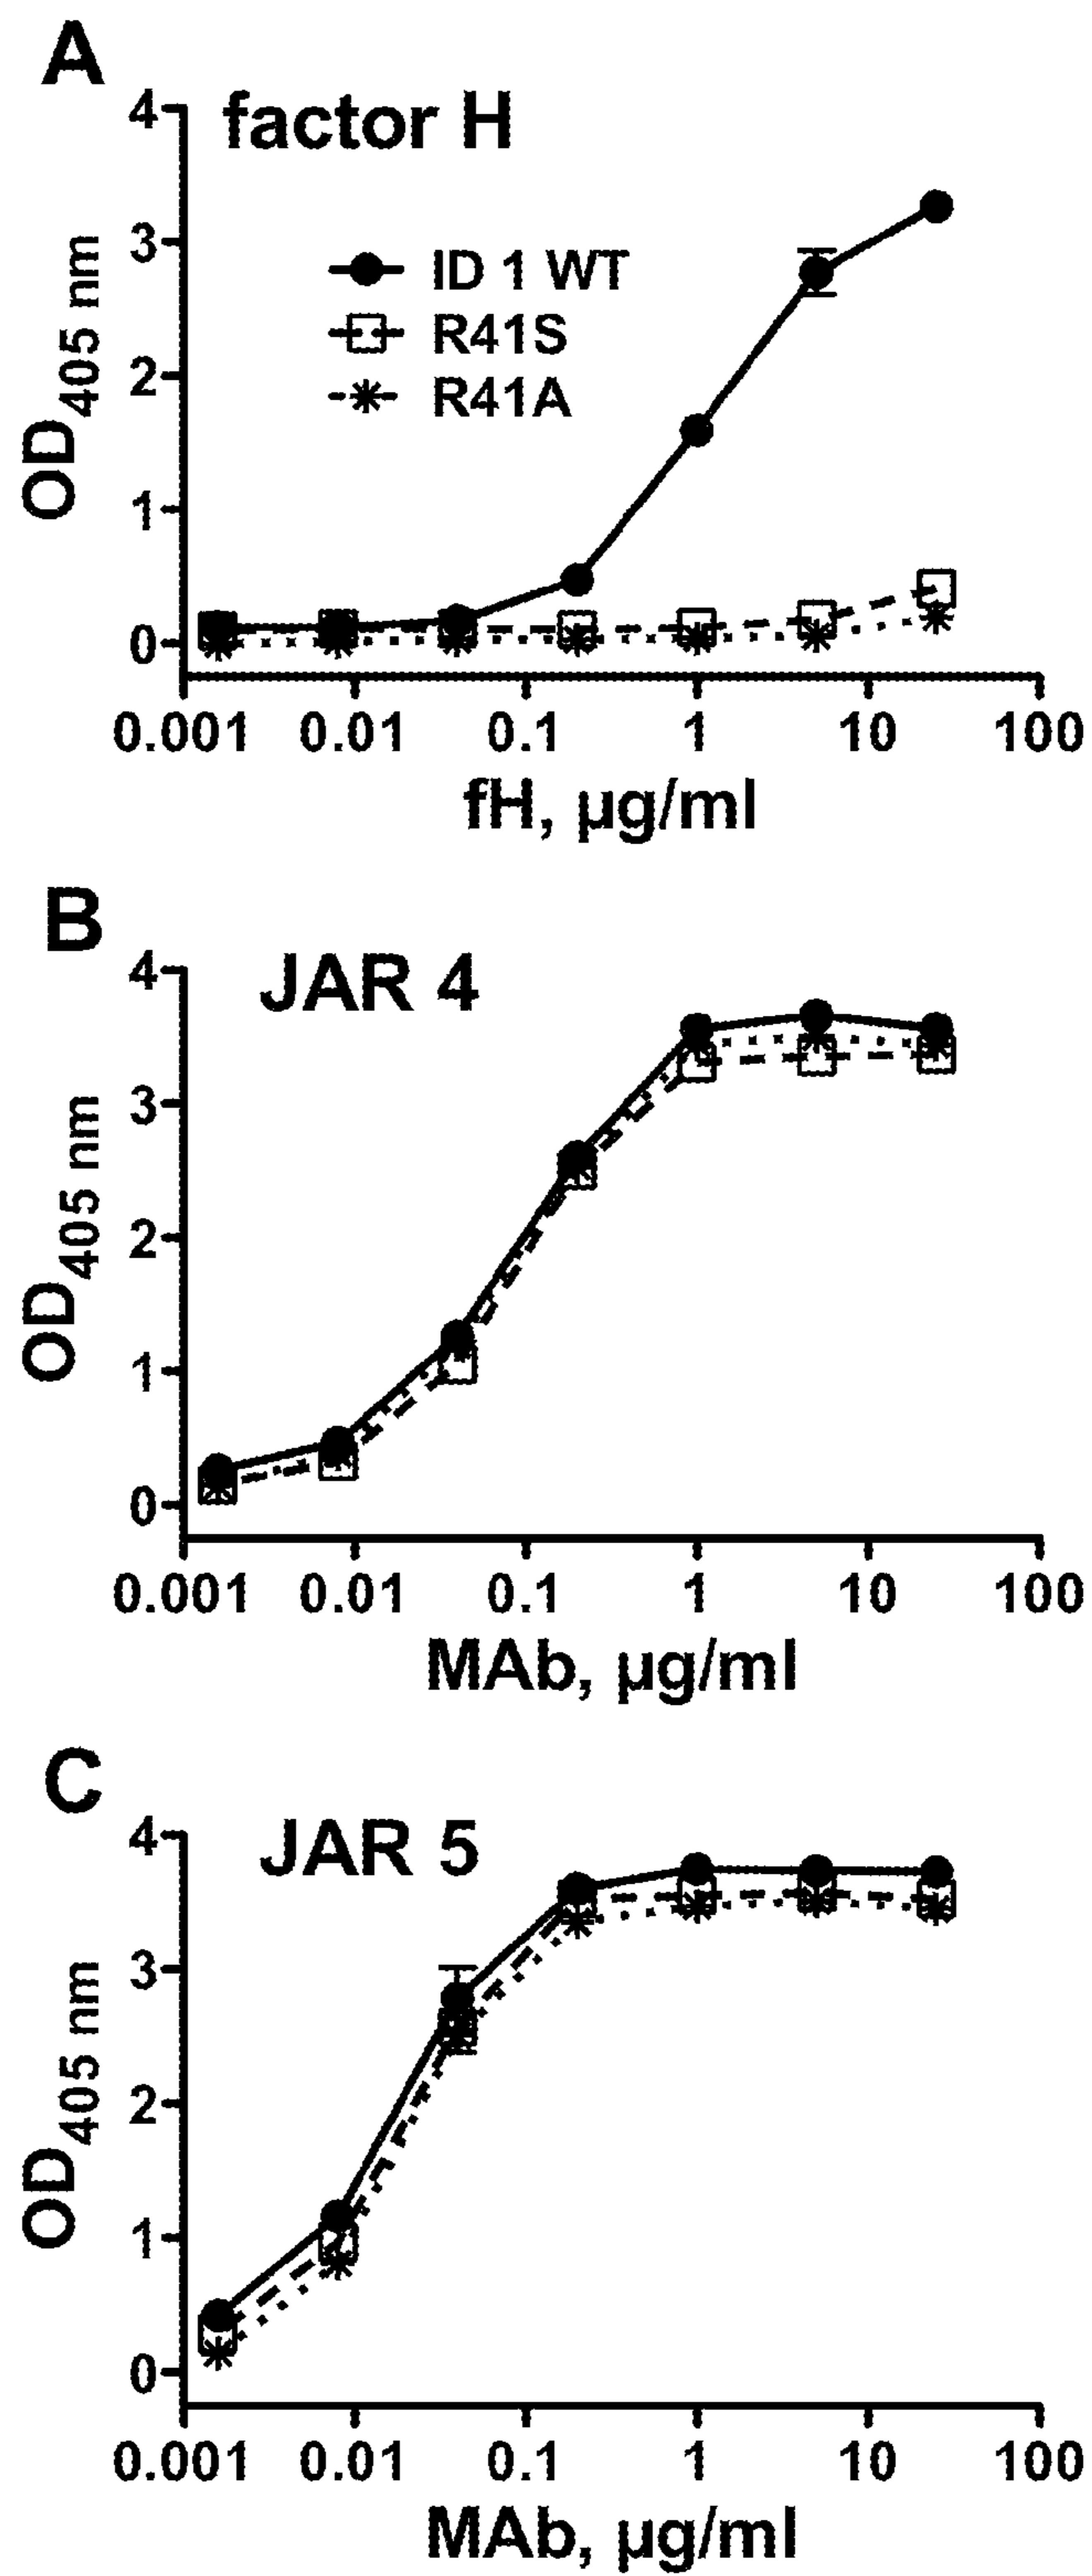 A
factor H
4
3
2
1
0
OD405 nm
ID 1 WT
R41S
R41A
0.001 0.01 0.1 1 10 100
fH, µg/ml
B
JAR 4
4
3
2
1
0
OD405 nm
0.001 0.01 0.1 1 10 100
MAb, µg/ml
C
JAR 5
4
3
2
1
0
OD405 nm
0.001 0.01 0.1 1 10 100
MAb, µg/ml